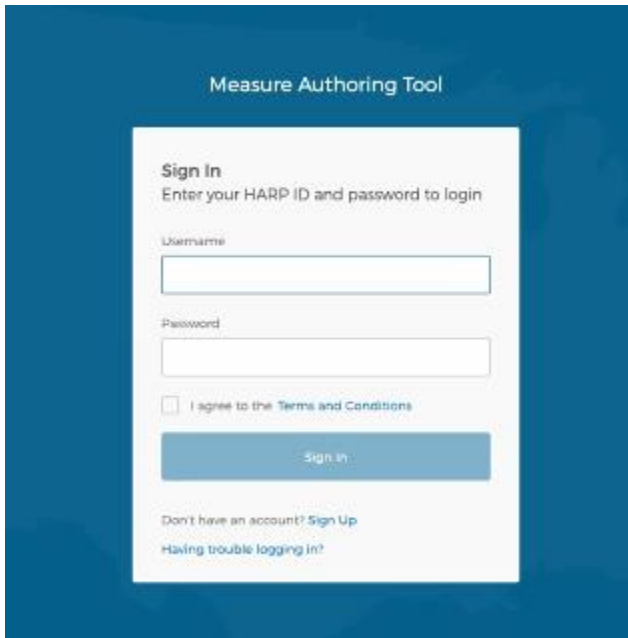 Measure Authoring Tool
Sign In
Enter your HARP ID and password to login
Username
Password
I agree to the Terms and Conditions
Sign In
Don't have an account? Sign Up
Having trouble logging in?